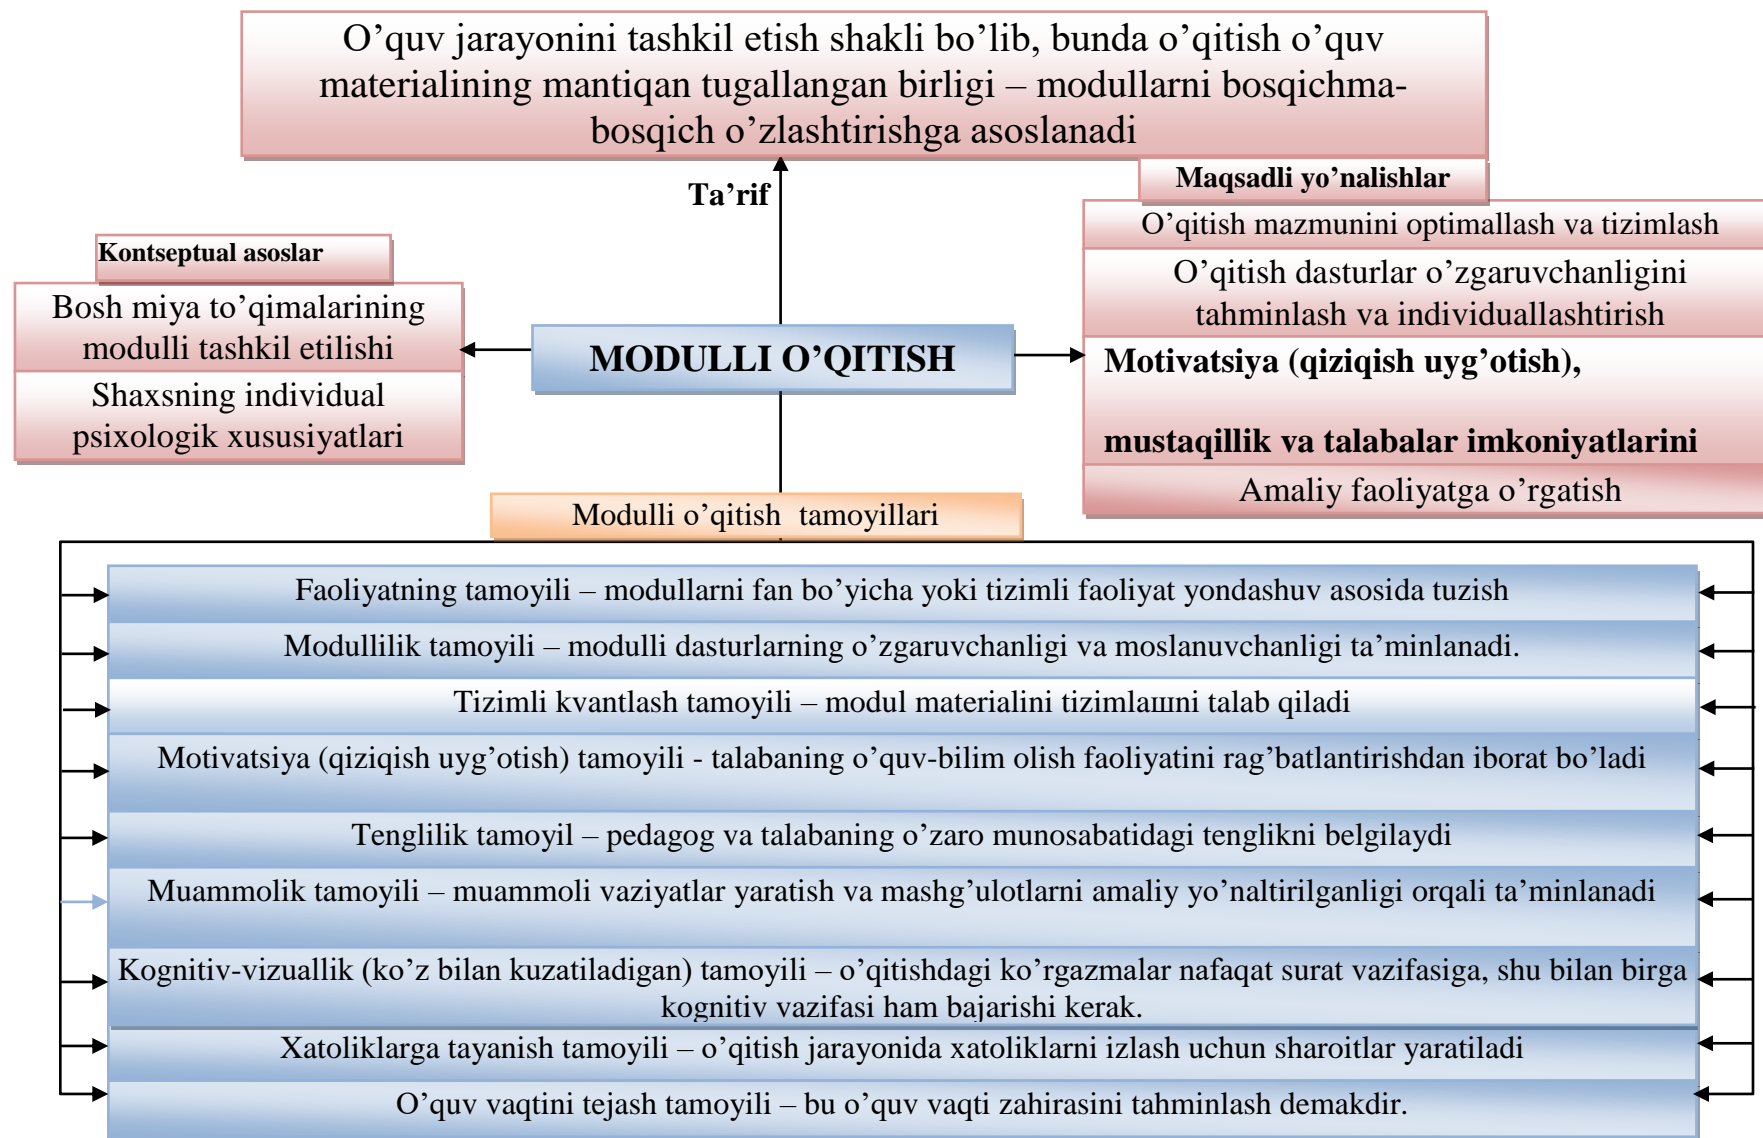 O’quv jarayonini tashkil etish shakli bo’lib, bunda o’qitish o’quv
materialining mantiqan tugallangan birligi – modullarni bosqichma-
bosqich o’zlashtirishga asoslanadi
Ta’rif
Maqsadli yo’nalishlar
O’qitish mazmunini optimallash va tizimlash
O’qitish dasturlar o’zgaruvchanligini
tahminlash va individuallashtirish
Motivatsiya (qiziqish uyg’otish),
mustaqillik va talabalar imkoniyatlarini
Amaliy faoliyatga o’rgatish
Kontseptual asoslar
Bosh miya to’qimalarining
modulli tashkil etilishi
Shaxsning individual
psixologik xususiyatlari
MODULLI O’QITISH
Modulli o’qitish tamoyillari
Faoliyatning tamoyili – modullarni fan bo’yicha yoki tizimli faoliyat yondashuv asosida tuzish
Modullilik tamoyili – modulli dasturlarning o’zgaruvchanligi va moslanuvchanligi ta’minlanadi.
Tizimli kvantlash tamoyili – modul materialini tizimlaшni talab qiladi
Motivatsiya (qiziqish uyg’otish) tamoyili - talabaning o’quv-bilim olish faoliyatini rag’batlantirishdan iborat bo’ladi
Tenglilik tamoyil – pedagog va talabaning o’zaro munosabatidagi tenglikni belgilaydi
Muammolik tamoyili – muammoli vaziyatlar yaratish va mashg’ulotlarni amaliy yo’naltirilganligi orqali ta’minlanadi
Kognitiv-vizuallik (ko’z bilan kuzatiladigan) tamoyili – o’qitishdagi ko’rgazmalar nafaqat surat vazifasiga, shu bilan birga
kognitiv vazifasi ham bajarishi kerak.
Xatoliklarga tayanish tamoyili – o’qitish jarayonida xatoliklarni izlash uchun sharoitlar yaratiladi
O’quv vaqtini tejash tamoyili – bu o’quv vaqti zahirasini tahminlash demakdir.